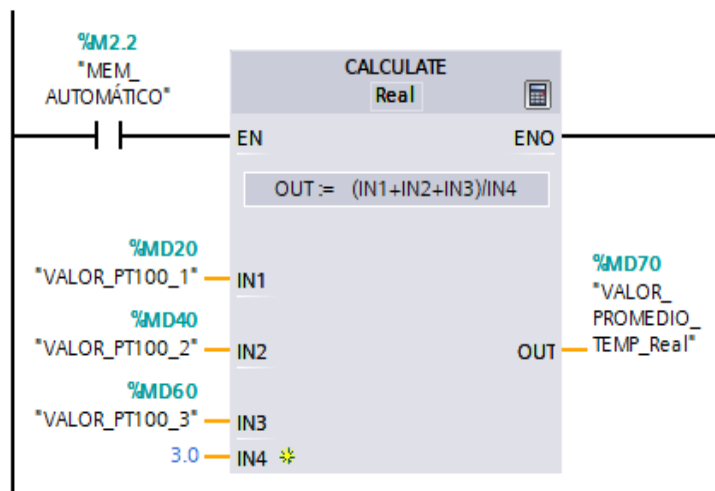 %M2.2
"MEM_
AUTOMÁTICO"
CALCULATE
Real
EN
ENO
OUT := (IN1+IN2+IN3)/IN4
%MD20
"VALOR_PT100_1"
IN1
%MD40
"VALOR_PT100_2"
IN2
%MD60
"VALOR_PT100_3"
IN3
3.0
IN4
%MD70
"VALOR_
PROMEDIO_
OUT
TEMP_Real"